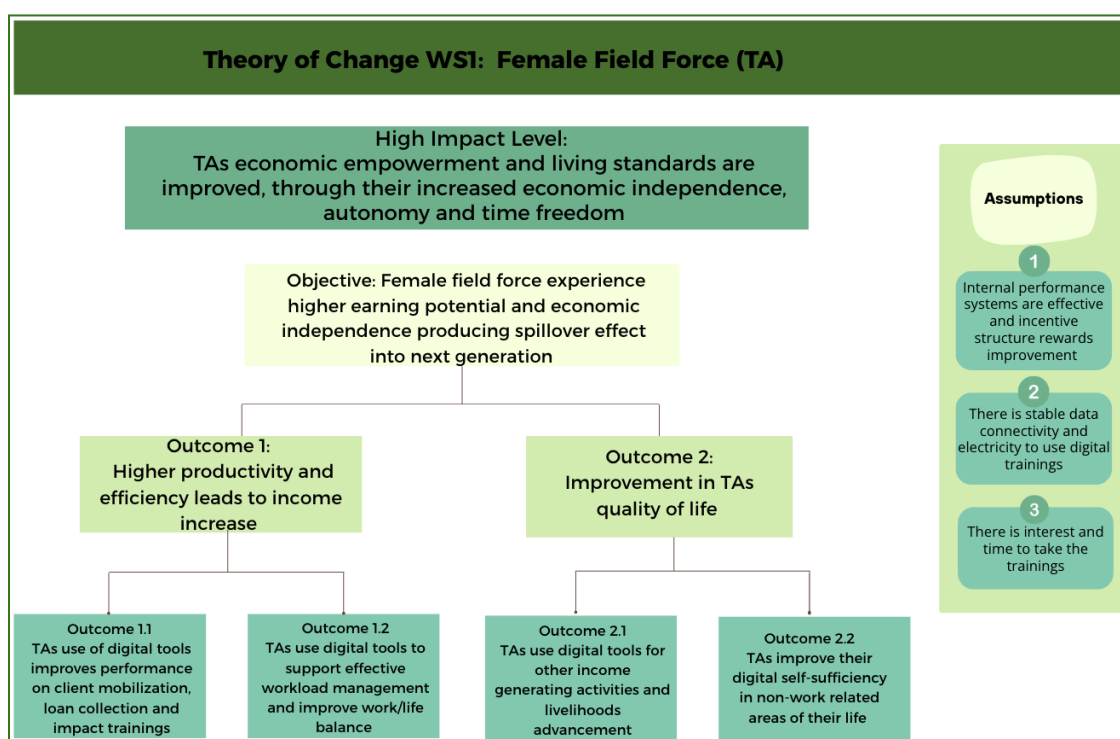 Theory of Change WS1:  Female Field Force (TA)
High Impact Level:
TAs economic empowerment and living standards are
improved, through their increased economic independence,
autonomy and time freedom
Objective: Female field force experience
higher earning potential and economic
independence producing spillover effect
into next generation
Outcome 1:
Higher productivity and
efficiency leads to income
increase
Outcome 2:
Improvement in TAs
quality of life
Outcome 1.1
TAs use of digital tools
improves performance
on client mobilization,
loan collection and
impact trainings
Outcome 1.2
TAs use digital tools to
support effective
workload management
and improve work/life
balance
Outcome 2.1
TAs use digital tools for
other income
generating activities and
livelihoods
advancement
Outcome 2.2
TAs improve their
digital self-sufficiency
in non-work related
areas of their life
Assumptions
1
Internal performance
systems are effective
and incentive
structure rewards
improvement
2
There is stable data
connectivity and
electricity to use digital
trainings
3
There is interest and
time to take the
trainings